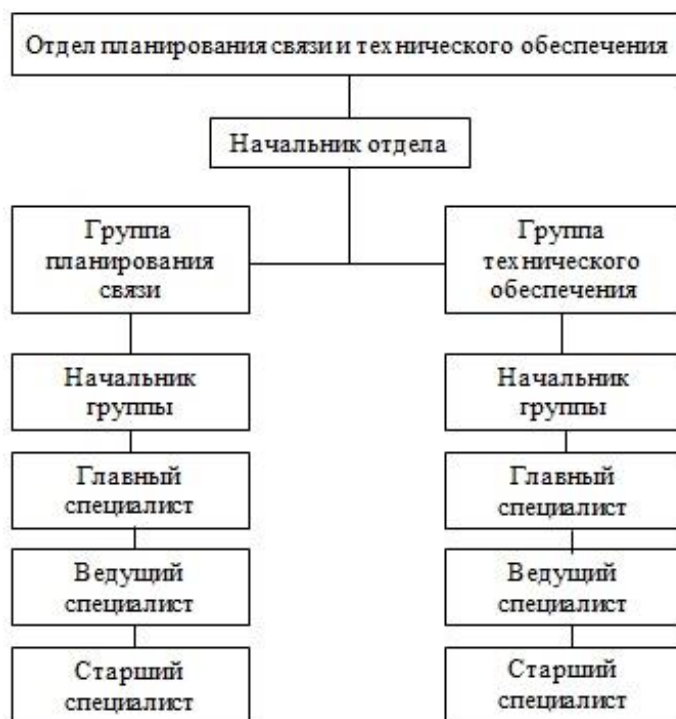 Отдел планирования связи и технического обеспечения
Начальник отдела
Группа
планирования
связи
Группа
технического
обеспечения
Начальник
группы
Начальник
группы
Главный
специалист
Главный
специалист
Ведущий
специалист
Ведущий
специалист
Старший
специалист
Старший
специалист